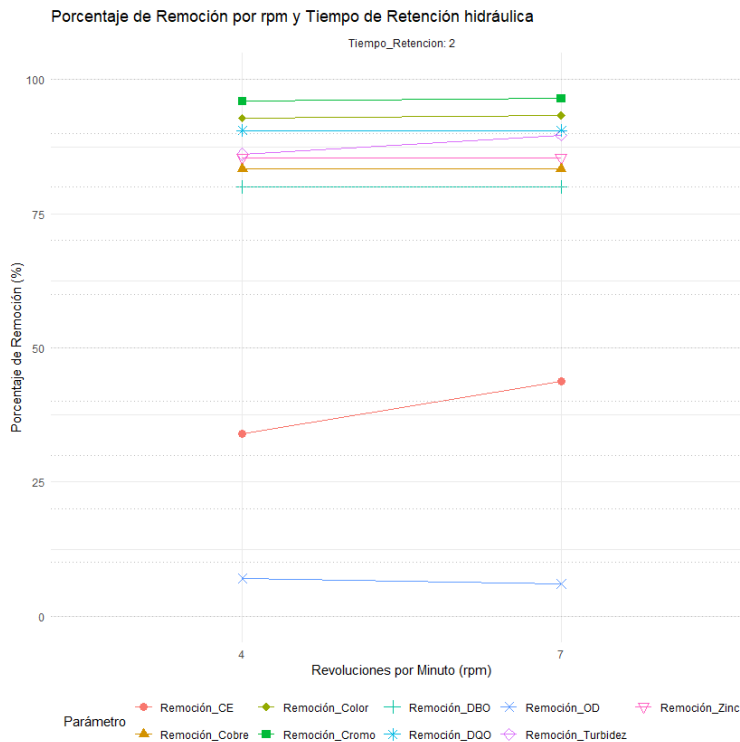 Porcentaje de Remoción por rpm y Tiempo de Retención hidráulica
Tiempo_Retencion: 2
Porcentaje de Remoción (%)
100
75
50
25
0
4 7
Revoluciones por Minuto (rpm)
Parámetro
Remoción_CE Remoción_Color Remoción_DBO Remoción_OD Remoción_Zinc
Remoción_Cobre Remoción_Cromo Remoción_DQO Remoción_Turbidez